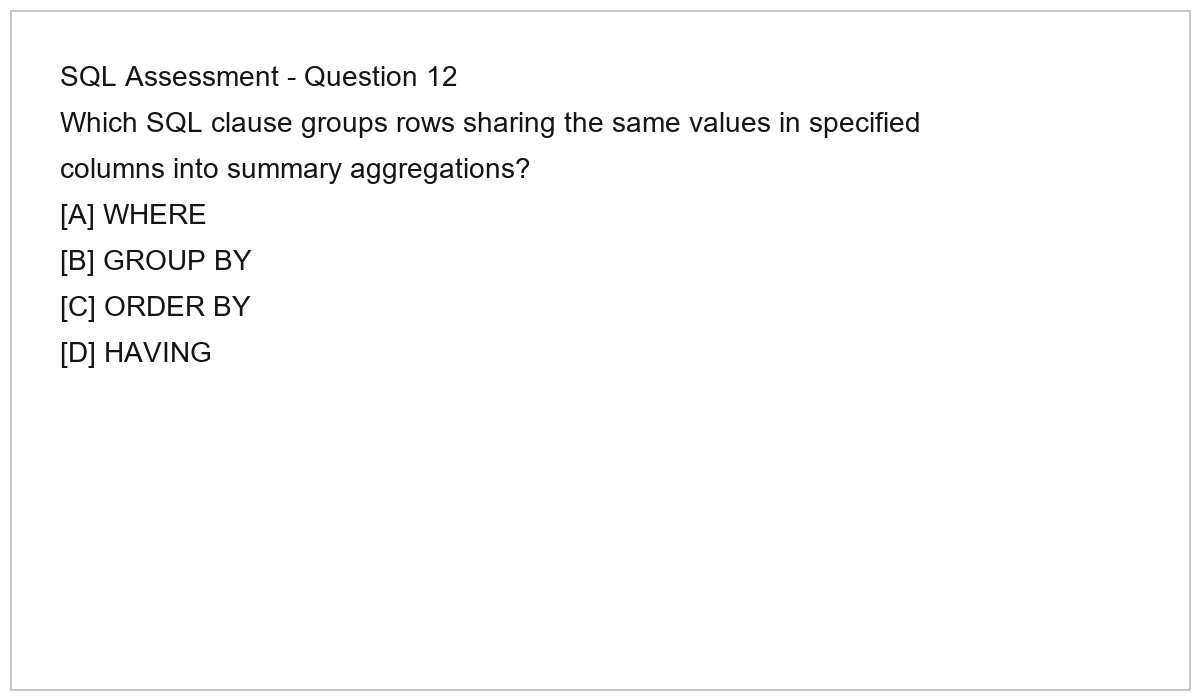 SQL Assessment - Question 12
Which SQL clause groups rows sharing the same values in specified
columns into summary aggregations?
[A] WHERE
[B] GROUP BY
[C] ORDER BY
[D] HAVING